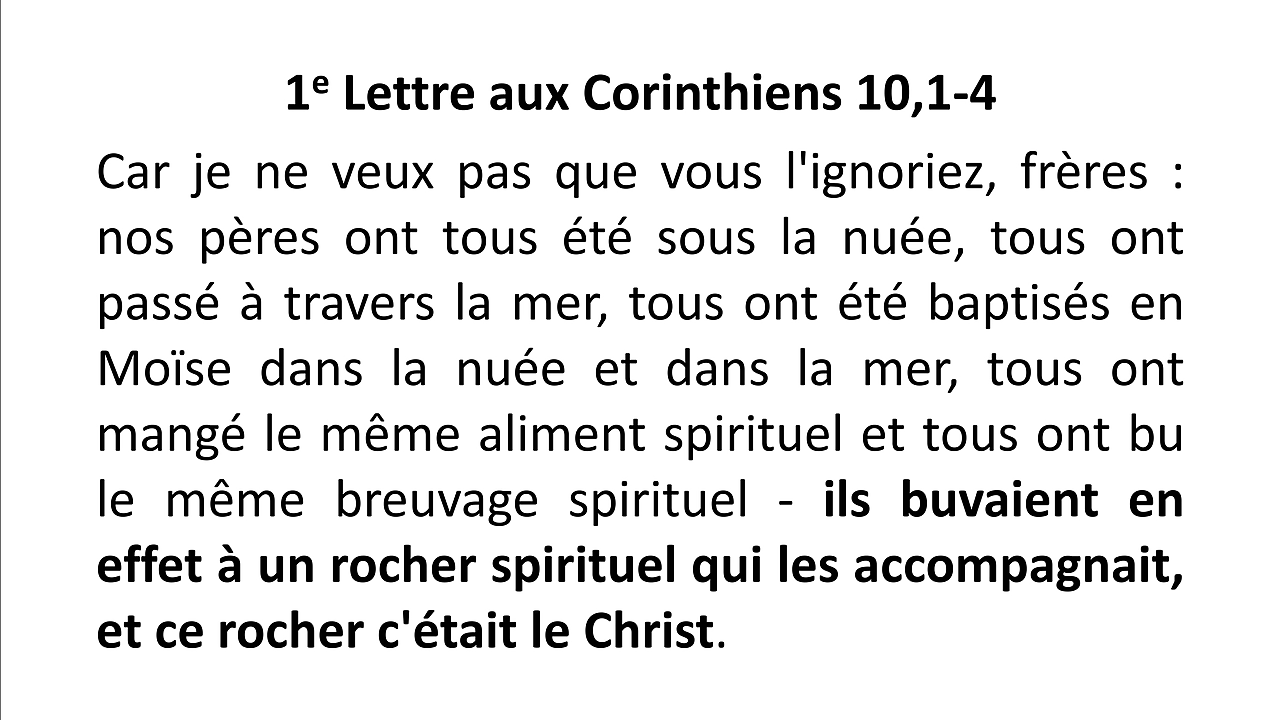 1e Lettre aux Corinthiens 10,1-4
Car je ne veux pas que vous l'ignoriez, frères :
nos pères ont tous été sous la nuée, tous ont
passé à travers la mer, tous ont été baptisés en
Moïse dans la nuée et dans la mer, tous ont
mangé le même aliment spirituel et tous ont bu
le même breuvage spirituel - ils buvaient en
effet à un rocher spirituel qui les accompagnait,
et ce rocher c'était le Christ.